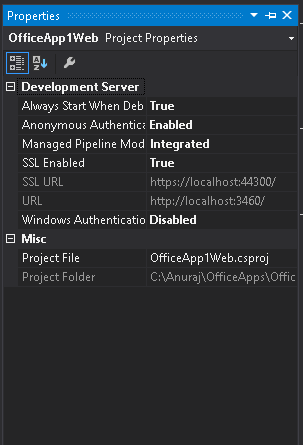 Properties
OfficeApp1Web Project Properties
Development Server
Always Start When Deb True
Anonymous Authentica Enabled
Managed Pipeline Mod Integrated
SSL Enabled True
SSL URL https://localhost:44300/
URL http://localhost:3460/
Windows Authenticatio Disabled
Misc
Project File OfficeApp1Web.csproj
Project Folder C:\Anuraj\OfficeApps\Offic